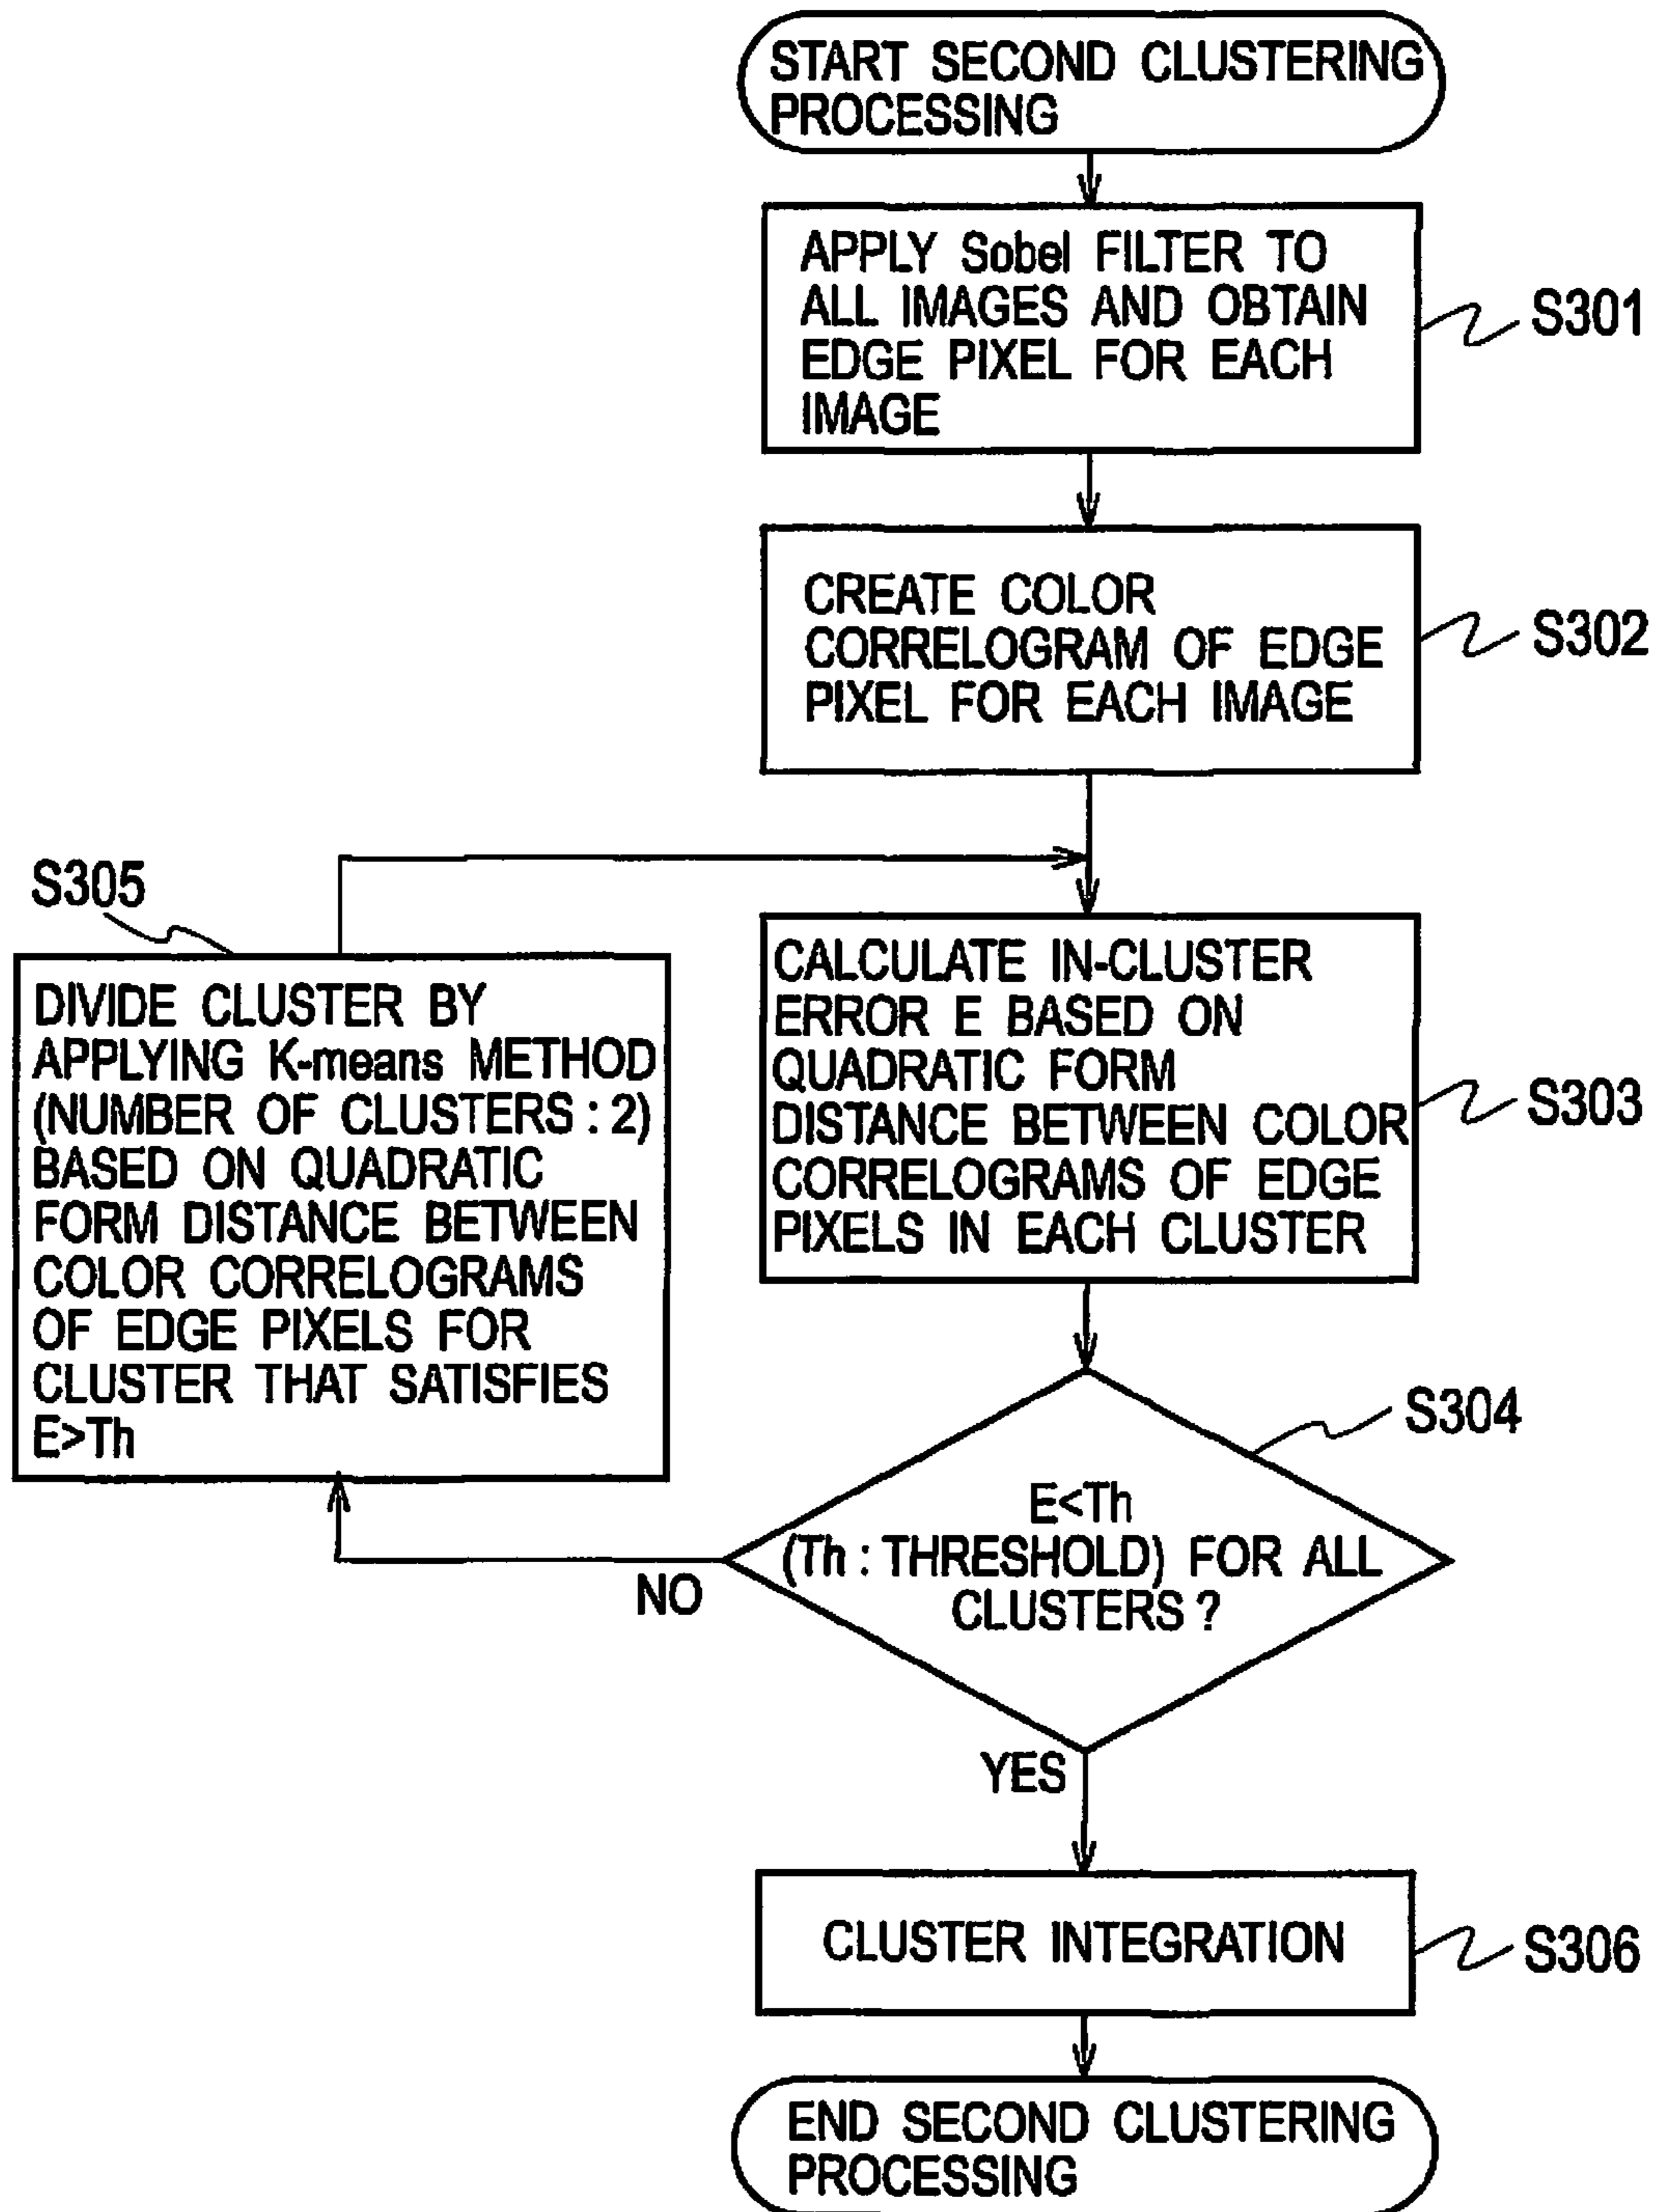 START SECOND CLUSTERING
PROCESSING
APPLY Sobel FILTER TO
ALL IMAGES AND OBTAIN
EDGE PIXEL FOR EACH
IMAGE
S301
CREATE COLOR
CORRELOGRAM OF EDGE
PIXEL FOR EACH IMAGE
S302
S305
DIVIDE CLUSTER BY
APPLYING K-means METHOD
(NUMBER OF CLUSTERS : 2)
BASED ON QUADRATIC
FORM DISTANCE BETWEEN
COLOR CORRELOGRAMS
OF EDGE PIXELS FOR
CLUSTER THAT SATISFIES
E>Th
CALCULATE IN-CLUSTER
ERROR E BASED ON
QUADRATIC FORM
DISTANCE BETWEEN COLOR
CORRELOGRAMS OF EDGE
PIXELS IN EACH CLUSTER
S303
S304
E<Th
(Th : THRESHOLD) FOR ALL
CLUSTERS ?
NO
YES
CLUSTER INTEGRATION
S306
END SECOND CLUSTERING
PROCESSING